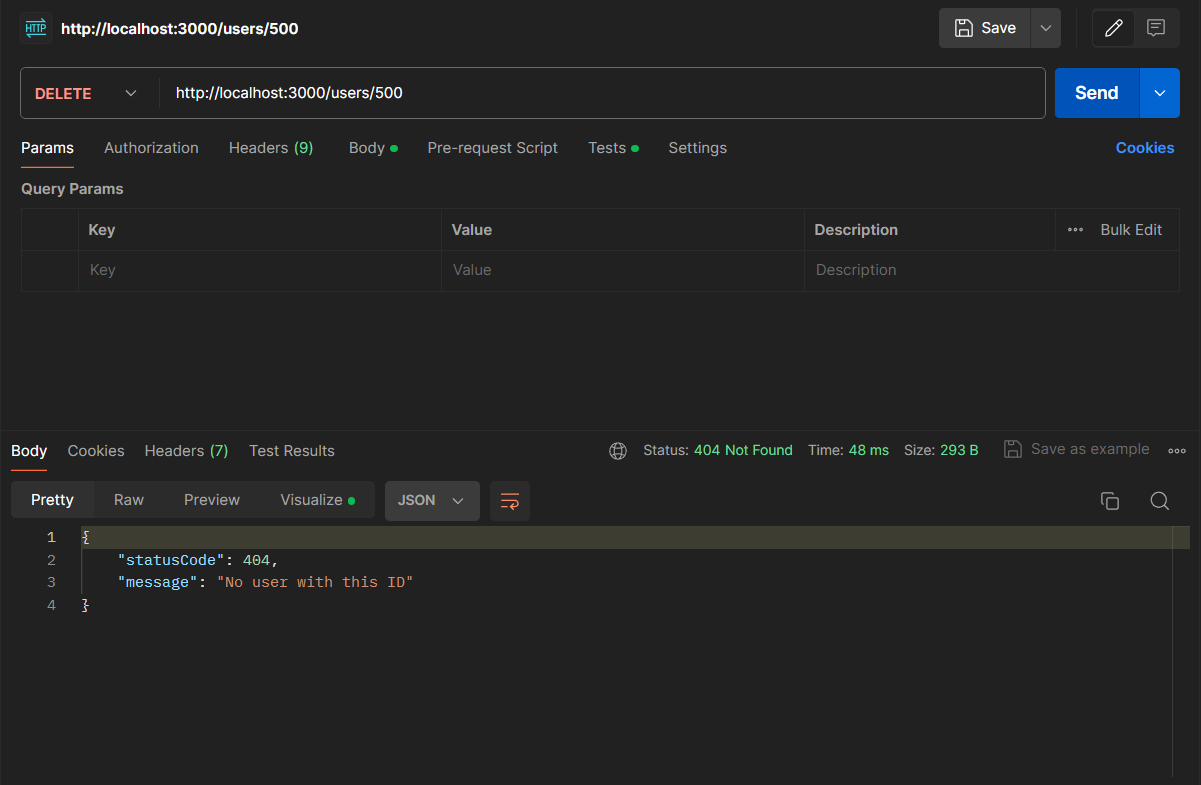 HTTP http://localhost:3000/users/500 Save
DELETE http://localhost:3000/users/500 Send
Params Authorization Headers (9) Body Pre-request Script Tests Settings Cookies
Query Params
Key Value Description Bulk Edit
Key Value Description
Body Cookies Headers (7) Test Results Status: 404 Not Found Time: 48 ms Size: 293 B Save as example
Pretty Raw Preview Visualize JSON
1 {
2 "statusCode": 404,
3 "message": "No user with this ID"
4 }